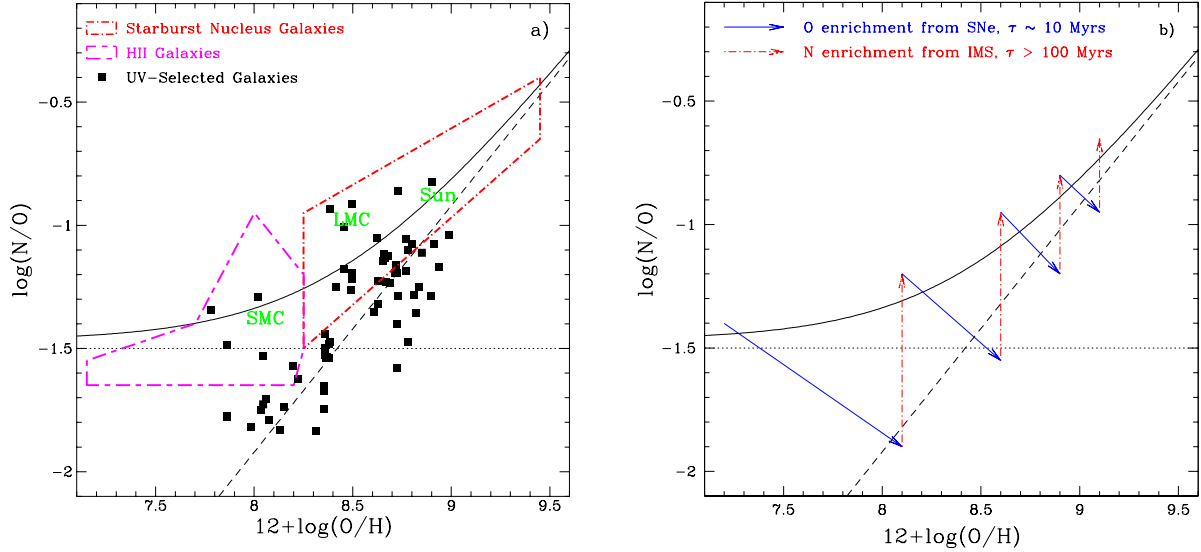 Starburst Nucleus Galaxies
HII Galaxies
UV−Selected Galaxies
a)
−0.5
−1
−1.5
−2
log(N/O)
LMC
Sun
SMC
7.5
8
8.5
9
9.5
12+log(O/H)
O enrichment from SNe, τ ~ 10 Myrs
N enrichment from IMS, τ > 100 Myrs
b)
−0.5
−1
−1.5
−2
log(N/O)
7.5
8
8.5
9
9.5
12+log(O/H)